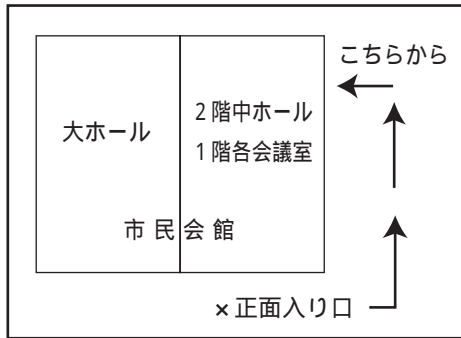 こちらから
大ホール
2階中ホール
1階各会議室
市民会館
×正面入り口